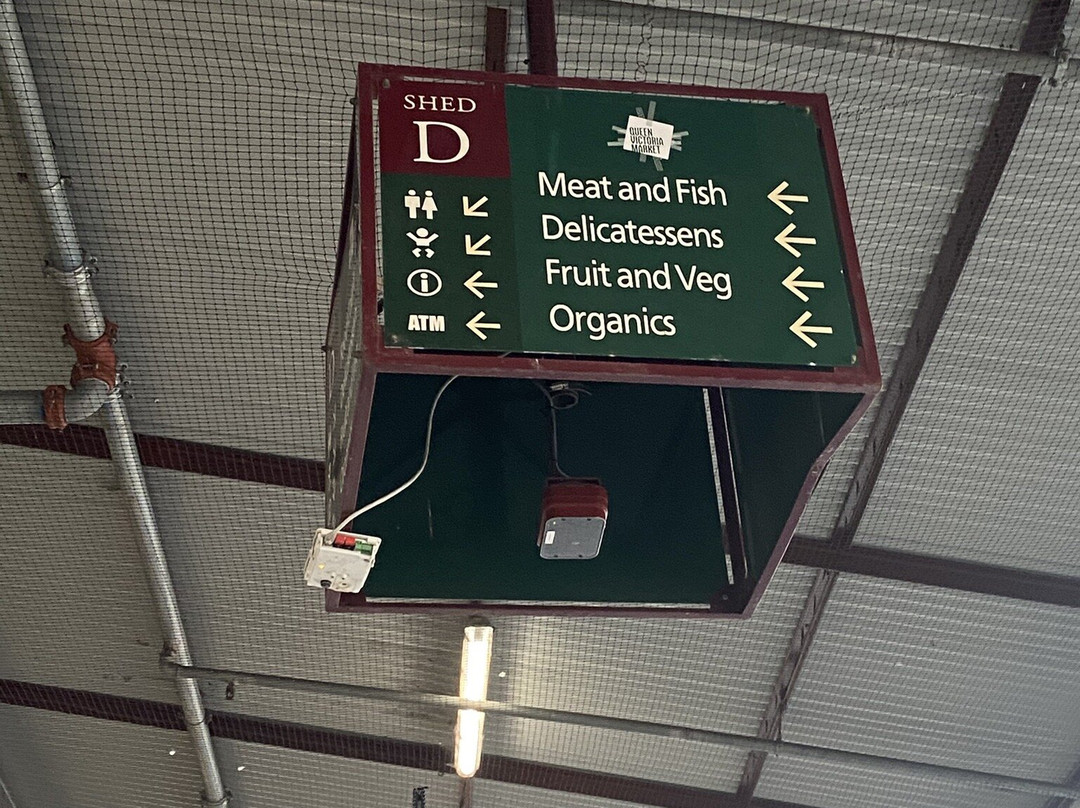 SHED
D
QUEEN
VICTORIA
MARKET
Meat and Fish
Delicatessens
Fruit and Veg
Organics
i
ATM